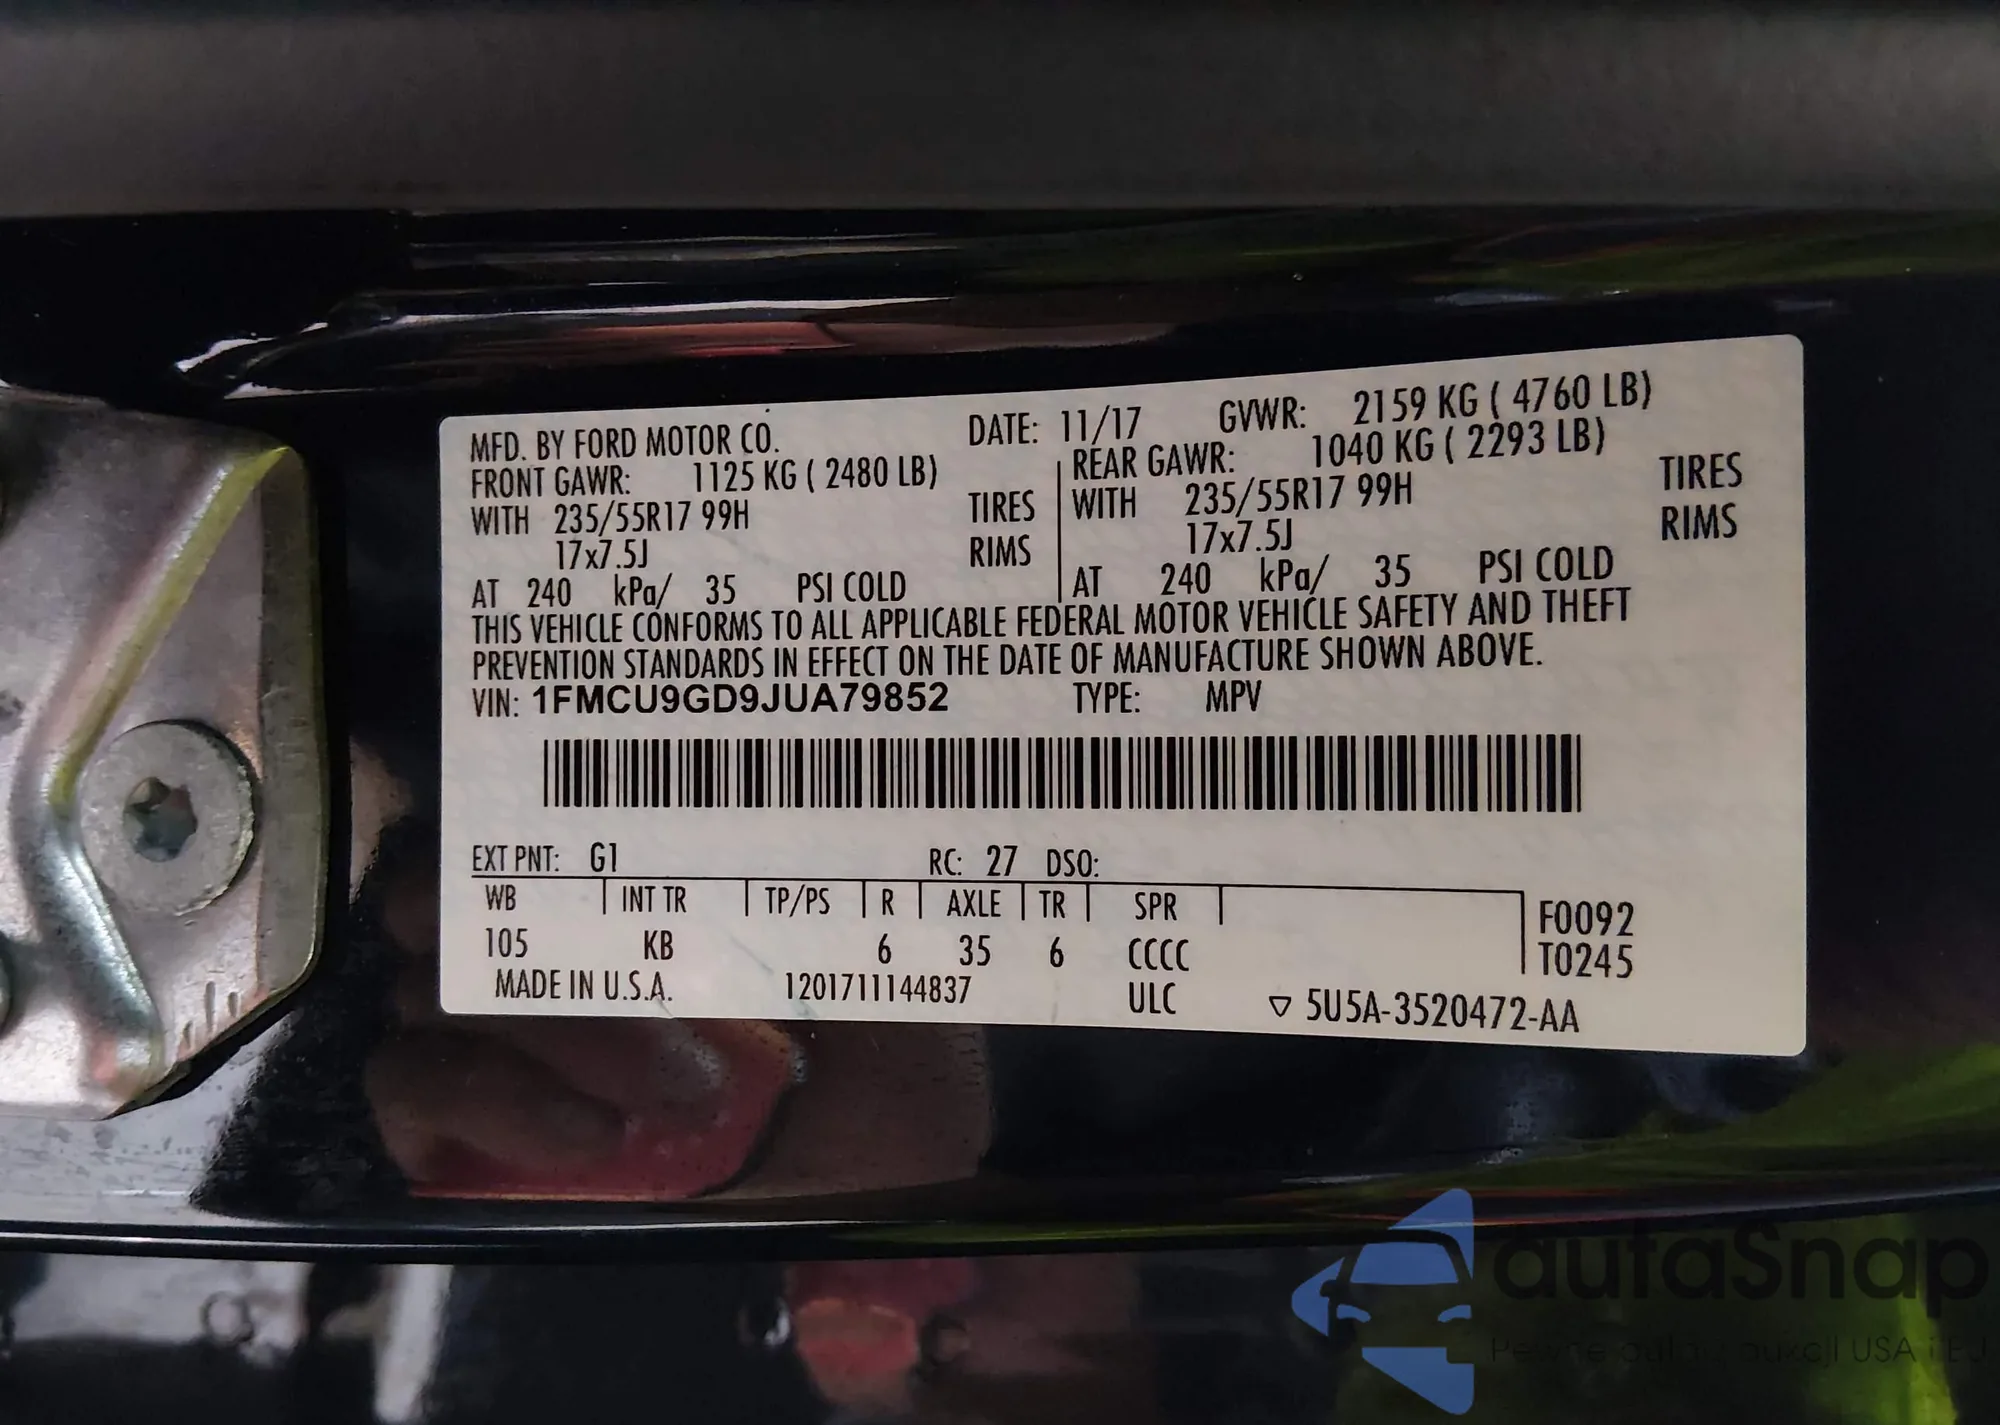 MFD. BY FORD MOTOR CO. DATE: 11/17 GVWR: 2159 KG ( 4760 LB)
FRONT GAWR: 1125 KG ( 2480 LB) REAR GAWR: 1040 KG ( 2293 LB)
WITH 235/55R17 99H TIRES WITH 235/55R17 99H TIRES
17x7.5J RIMS 17x7.5J RIMS
AT 240 kPa/ 35 PSI COLD AT 240 kPa/ 35 PSI COLD
THIS VEHICLE CONFORMS TO ALL APPLICABLE FEDERAL MOTOR VEHICLE SAFETY AND THEFT
PREVENTION STANDARDS IN EFFECT ON THE DATE OF MANUFACTURE SHOWN ABOVE.
VIN: 1FMCU9GD9JUA79852 TYPE: MPV
EXT PNT: G1 RC: 27 DSO:
WB INT TR TP/PS R AXLE TR SPR F0092
105 KB 6 35 6 CCCC T0245
MADE IN U.S.A. 1201711144837 ULC 5U5A-3520472-AA
autaSnap
USA i